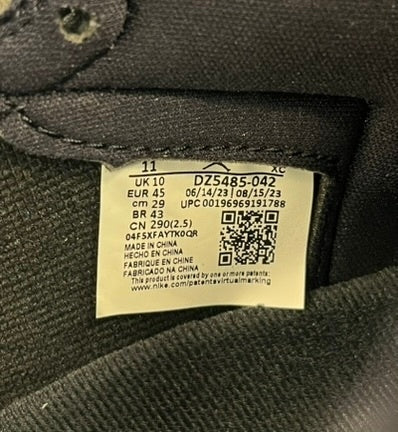 11 XC
UK 10 DZ5485-042
EUR 45 06/14/23 | 08/15/23
cm 29 UPC 00196969191788
BR 43
CN 290(2.5)
04F5XFAYTK0QR
MADE IN CHINA
HECHO EN CHINA
FABRIQUE EN CHINE
FABRICADO NA CHINA
This product is covered by one or more patents:
www.nike.com/patentsvirtualmarking